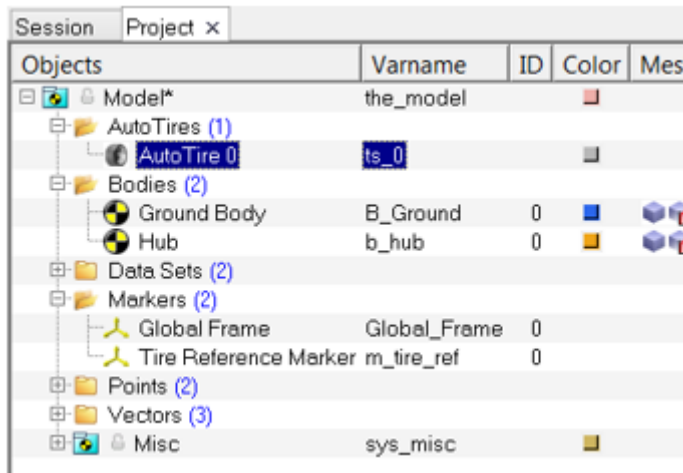 Session Project ×
Objects Varname ID Color Mes
Model* the_model
AutoTires (1)
AutoTire 0 ts_0
Bodies (2)
Ground Body B_Ground 0
Hub b_hub 0
Data Sets (2)
Markers (2)
Global Frame Global_Frame 0
Tire Reference Marker m_tire_ref 0
Points (2)
Vectors (3)
Misc sys_misc